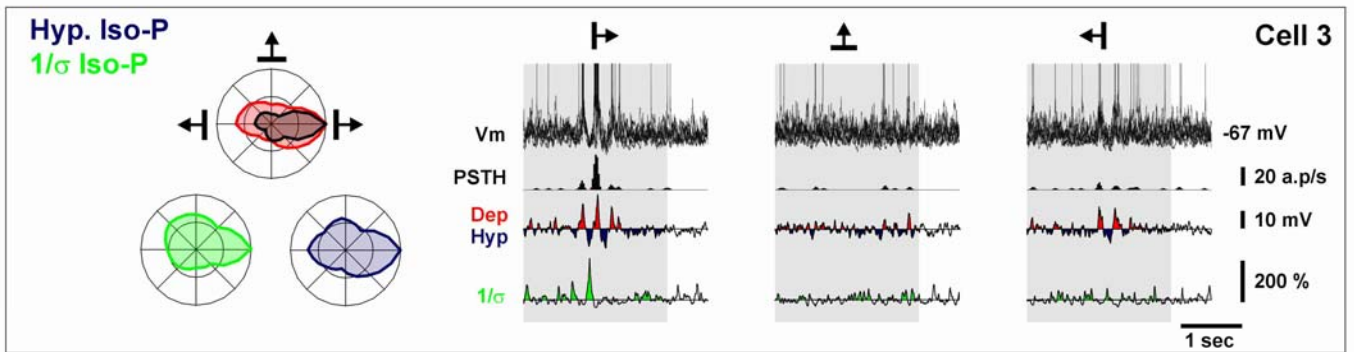 Hyp. Iso-P
1/σ Iso-P
Cell 3
Vm
-67 mV
PSTH
20 a.p/s
Dep
Hyp
10 mV
1/σ
200 %
1 sec